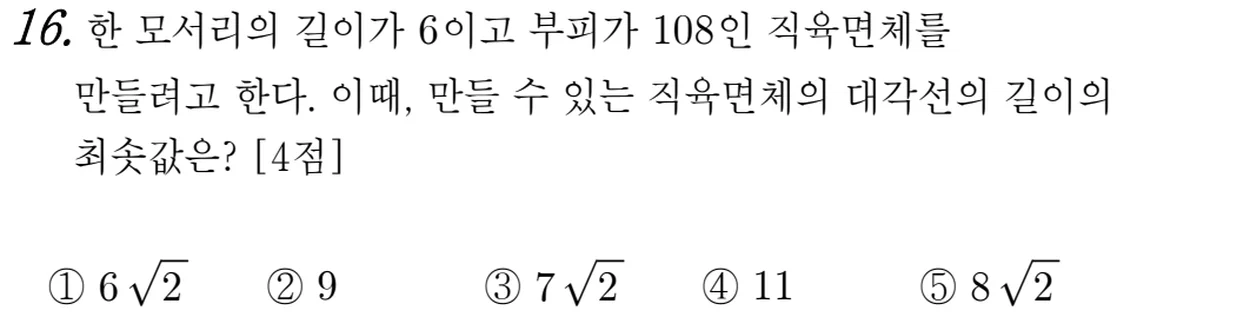 16. 한 모서리의 길이가 6이고 부피가 108인 직육면체를
만들려고 한다. 이때, 만들 수 있는 직육면체의 대각선의 길이의
최솟값은? [4점]
① 6√2 ② 9 ③ 7√2 ④ 11 ⑤ 8√2